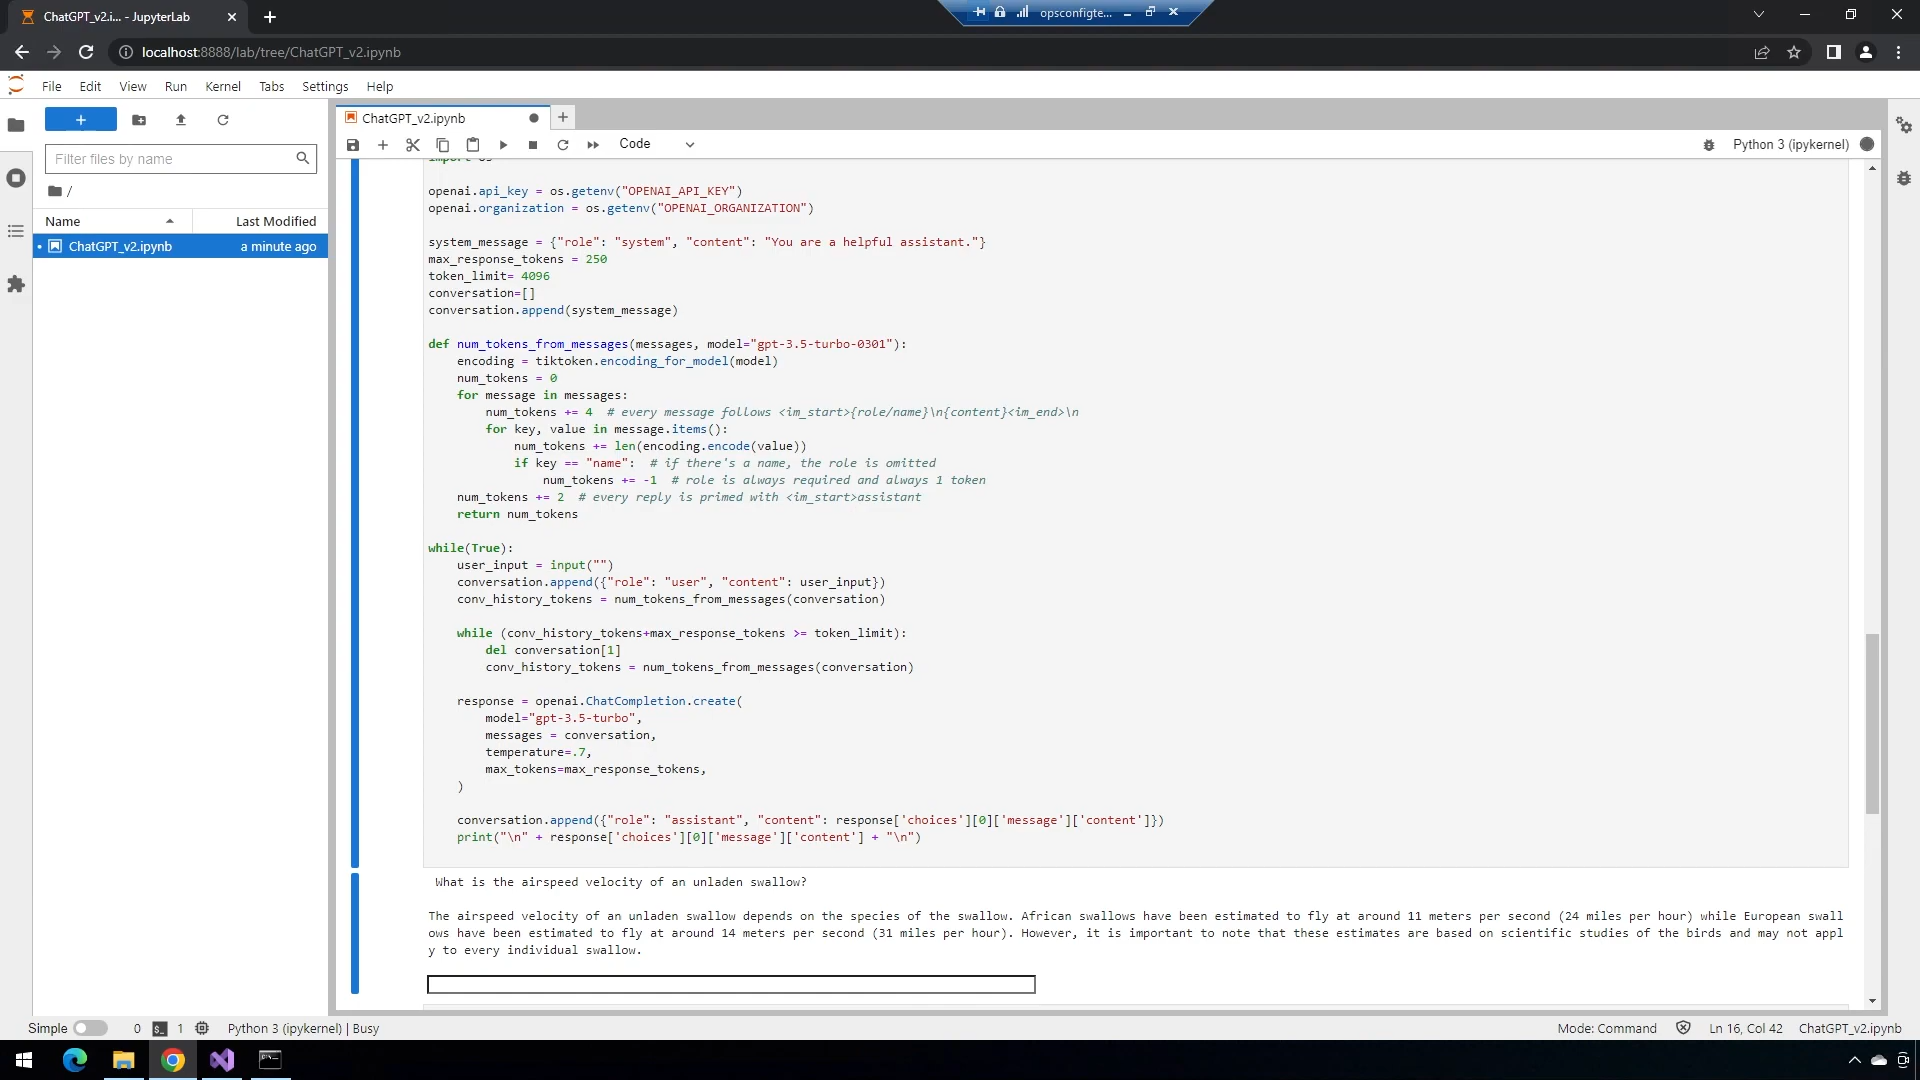 ChatGPT_v2.i... - JupyterLab
opsconfigte...
localhost:8888/lab/tree/ChatGPT_v2.ipynb
File Edit View Run Kernel Tabs Settings Help
ChatGPT_v2.ipynb
Code
Python 3 (ipykernel)
Filter files by name
/
Name Last Modified
ChatGPT_v2.ipynb a minute ago
import os
openai.api_key = os.getenv("OPENAI_API_KEY")
openai.organization = os.getenv("OPENAI_ORGANIZATION")
system_message = {"role": "system", "content": "You are a helpful assistant."}
max_response_tokens = 250
token_limit= 4096
conversation=[]
conversation.append(system_message)
def num_tokens_from_messages(messages, model="gpt-3.5-turbo-0301"):
    encoding = tiktoken.encoding_for_model(model)
    num_tokens = 0
    for message in messages:
        num_tokens += 4  # every message follows <im_start>{role/name}\n{content}<im_end>\n
        for key, value in message.items():
            num_tokens += len(encoding.encode(value))
            if key == "name":  # if there's a name, the role is omitted
                num_tokens += -1  # role is always required and always 1 token
    num_tokens += 2  # every reply is primed with <im_start>assistant
    return num_tokens
while(True):
    user_input = input("")
    conversation.append({"role": "user", "content": user_input})
    conv_history_tokens = num_tokens_from_messages(conversation)
    while (conv_history_tokens+max_response_tokens >= token_limit):
        del conversation[1]
        conv_history_tokens = num_tokens_from_messages(conversation)
    response = openai.ChatCompletion.create(
        model="gpt-3.5-turbo",
        messages = conversation,
        temperature=.7,
        max_tokens=max_response_tokens,
    )
    conversation.append({"role": "assistant", "content": response['choices'][0]['message']['content']})
    print("\n" + response['choices'][0]['message']['content'] + "\n")
What is the airspeed velocity of an unladen swallow?
The airspeed velocity of an unladen swallow depends on the species of the swallow. African swallows have been estimated to fly at around 11 meters per second (24 miles per hour) while European swall
ows have been estimated to fly at around 14 meters per second (31 miles per hour). However, it is important to note that these estimates are based on scientific studies of the birds and may not appl
y to every individual swallow.
Simple 0 1 Python 3 (ipykernel) | Busy Mode: Command Ln 16, Col 42 ChatGPT_v2.ipynb